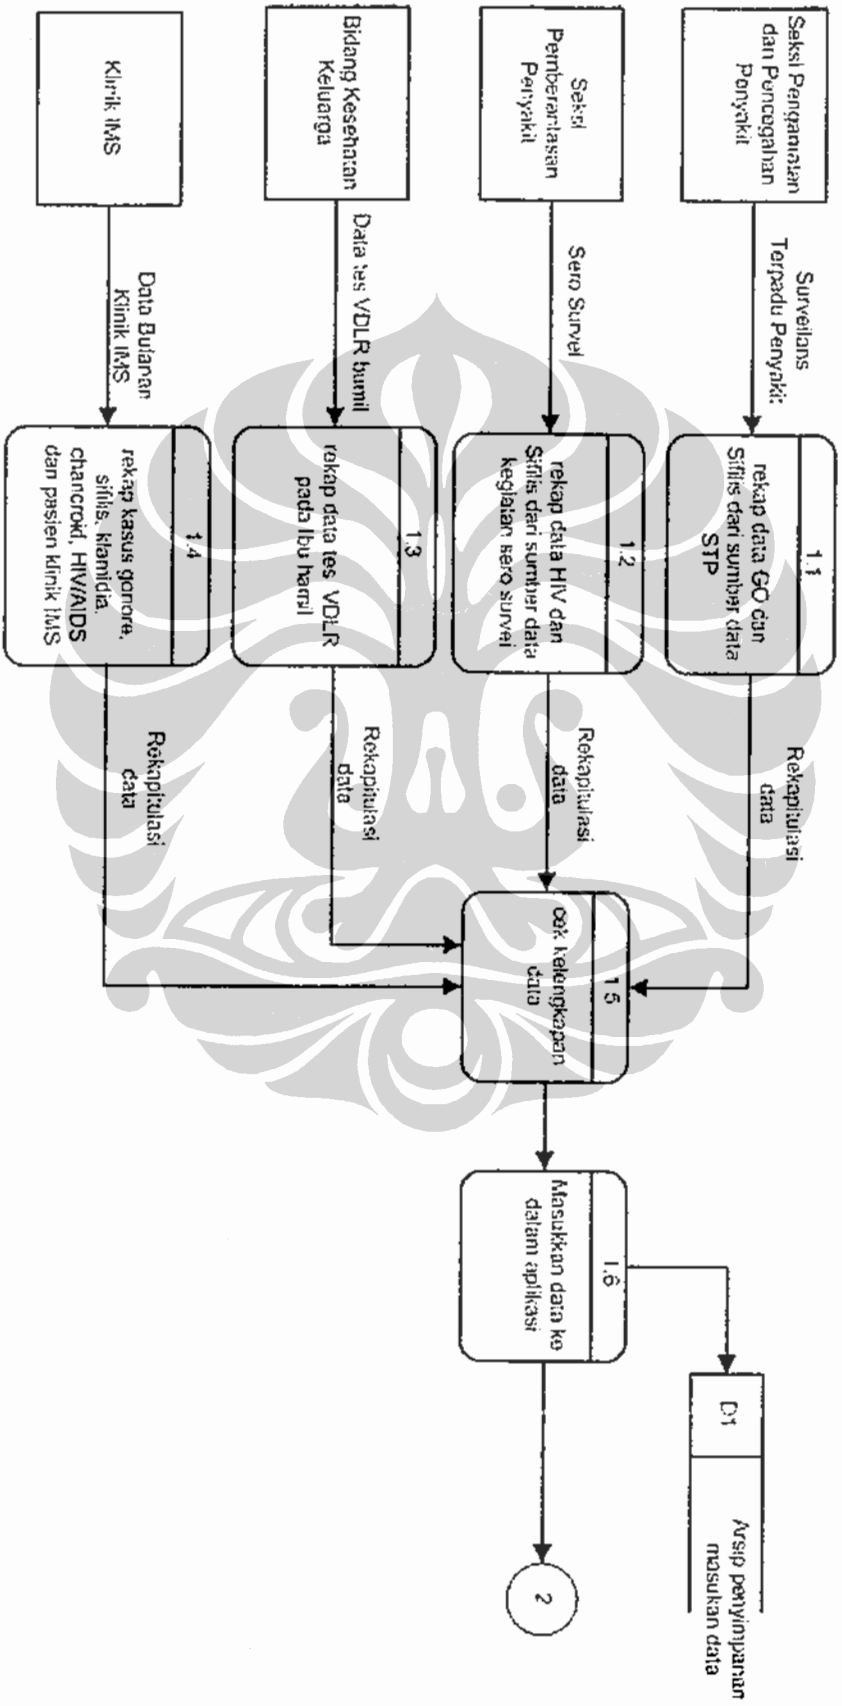 Seksi Pengamatan
dan Pencegahan
Penyakit
Surveilans
Terpadu Penyakit
1.1
rekap data GO dan
Sifilis dari sumber data
STP
Rekapitulasi
data
Seksi
Pemberantasan
Penyakit
Sero Survei
1.2
rekap data HIV dan
Sifilis dari sumber data
kegiatan sero survei
Rekapitulasi
data
Bidang Kesehatan
Keluarga
Data tes VDLR bumil
1.3
rekap data tes VDLR
pada Ibu hamil
Rekapitulasi
data
Klinik IMS
Data Bulanan
Klinik IMS
1.4
rekap kasus gonore,
sifilis, klamidia,
chancroid, HIV/AIDS
dan pasien klinik IMS
Rekapitulasi
data
1.5
cek kelengkapan
data
1.6
Masukkan data ke
dalam aplikasi
D1
Arsip penyimpanan
masukan data
2